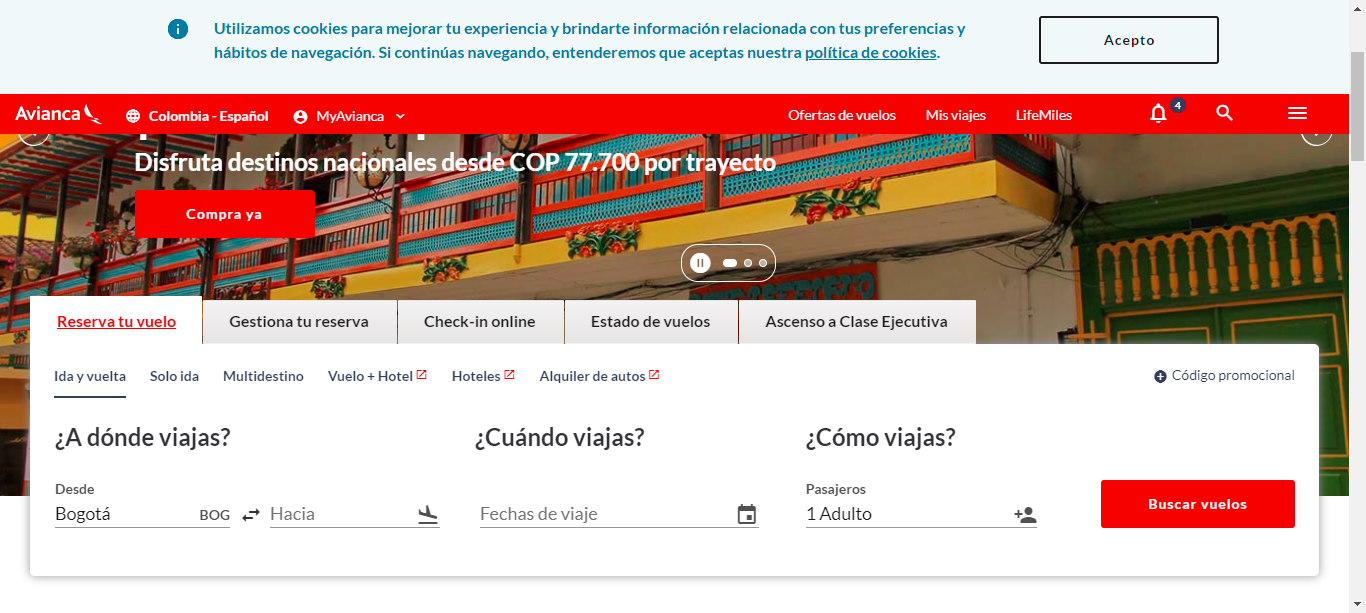 Utilizamos cookies para mejorar tu experiencia y brindarte información relacionada con tus preferencias y
hábitos de navegación. Si continúas navegando, entenderemos que aceptas nuestra política de cookies.
Acepto
Avianca
Colombia - Español
MyAvianca
Ofertas de vuelos
Mis viajes
LifeMiles
4
Disfruta destinos nacionales desde COP 77.700 por trayecto
Compra ya
Reserva tu vuelo
Gestiona tu reserva
Check-in online
Estado de vuelos
Ascenso a Clase Ejecutiva
Ida y vuelta
Solo ida
Multidestino
Vuelo + Hotel
Hoteles
Alquiler de autos
Código promocional
¿A dónde viajas?
¿Cuándo viajas?
¿Cómo viajas?
Desde
Bogotá
BOG
Hacia
Fechas de viaje
Pasajeros
1 Adulto
Buscar vuelos